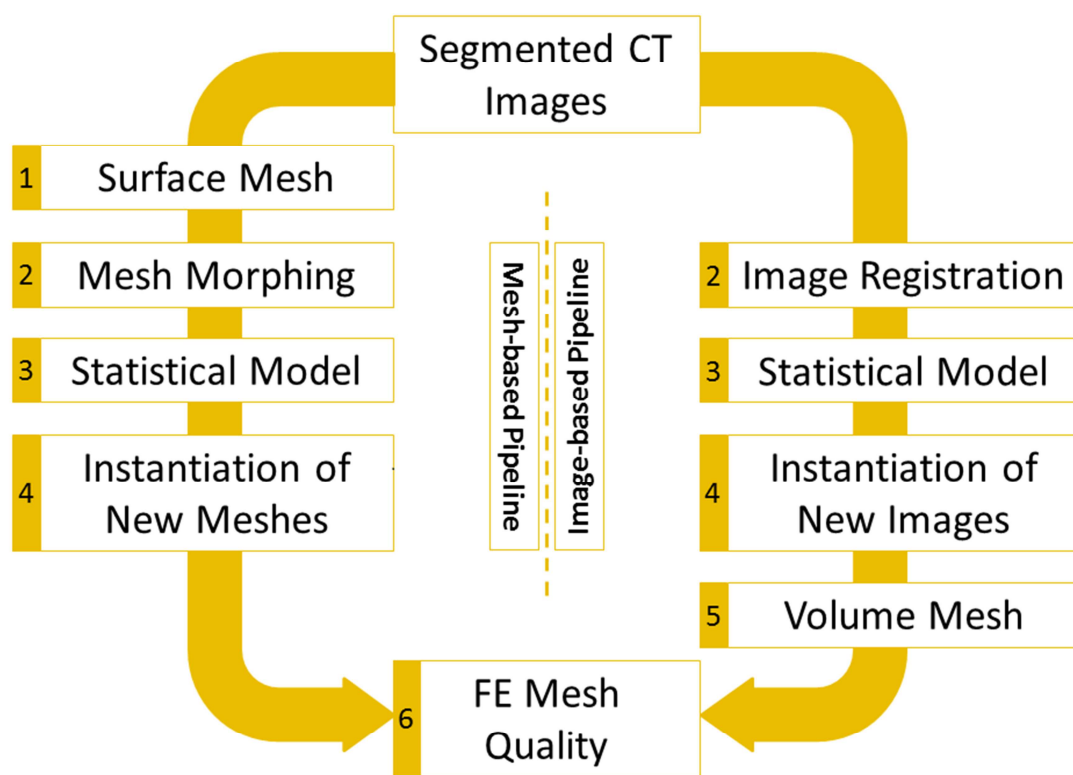 Segmented CT
Images
1 Surface Mesh
2 Mesh Morphing
3 Statistical Model
4 Instantiation of
New Meshes
Mesh-based Pipeline
Image-based Pipeline
2 Image Registration
3 Statistical Model
4 Instantiation of
New Images
5 Volume Mesh
6 FE Mesh
Quality